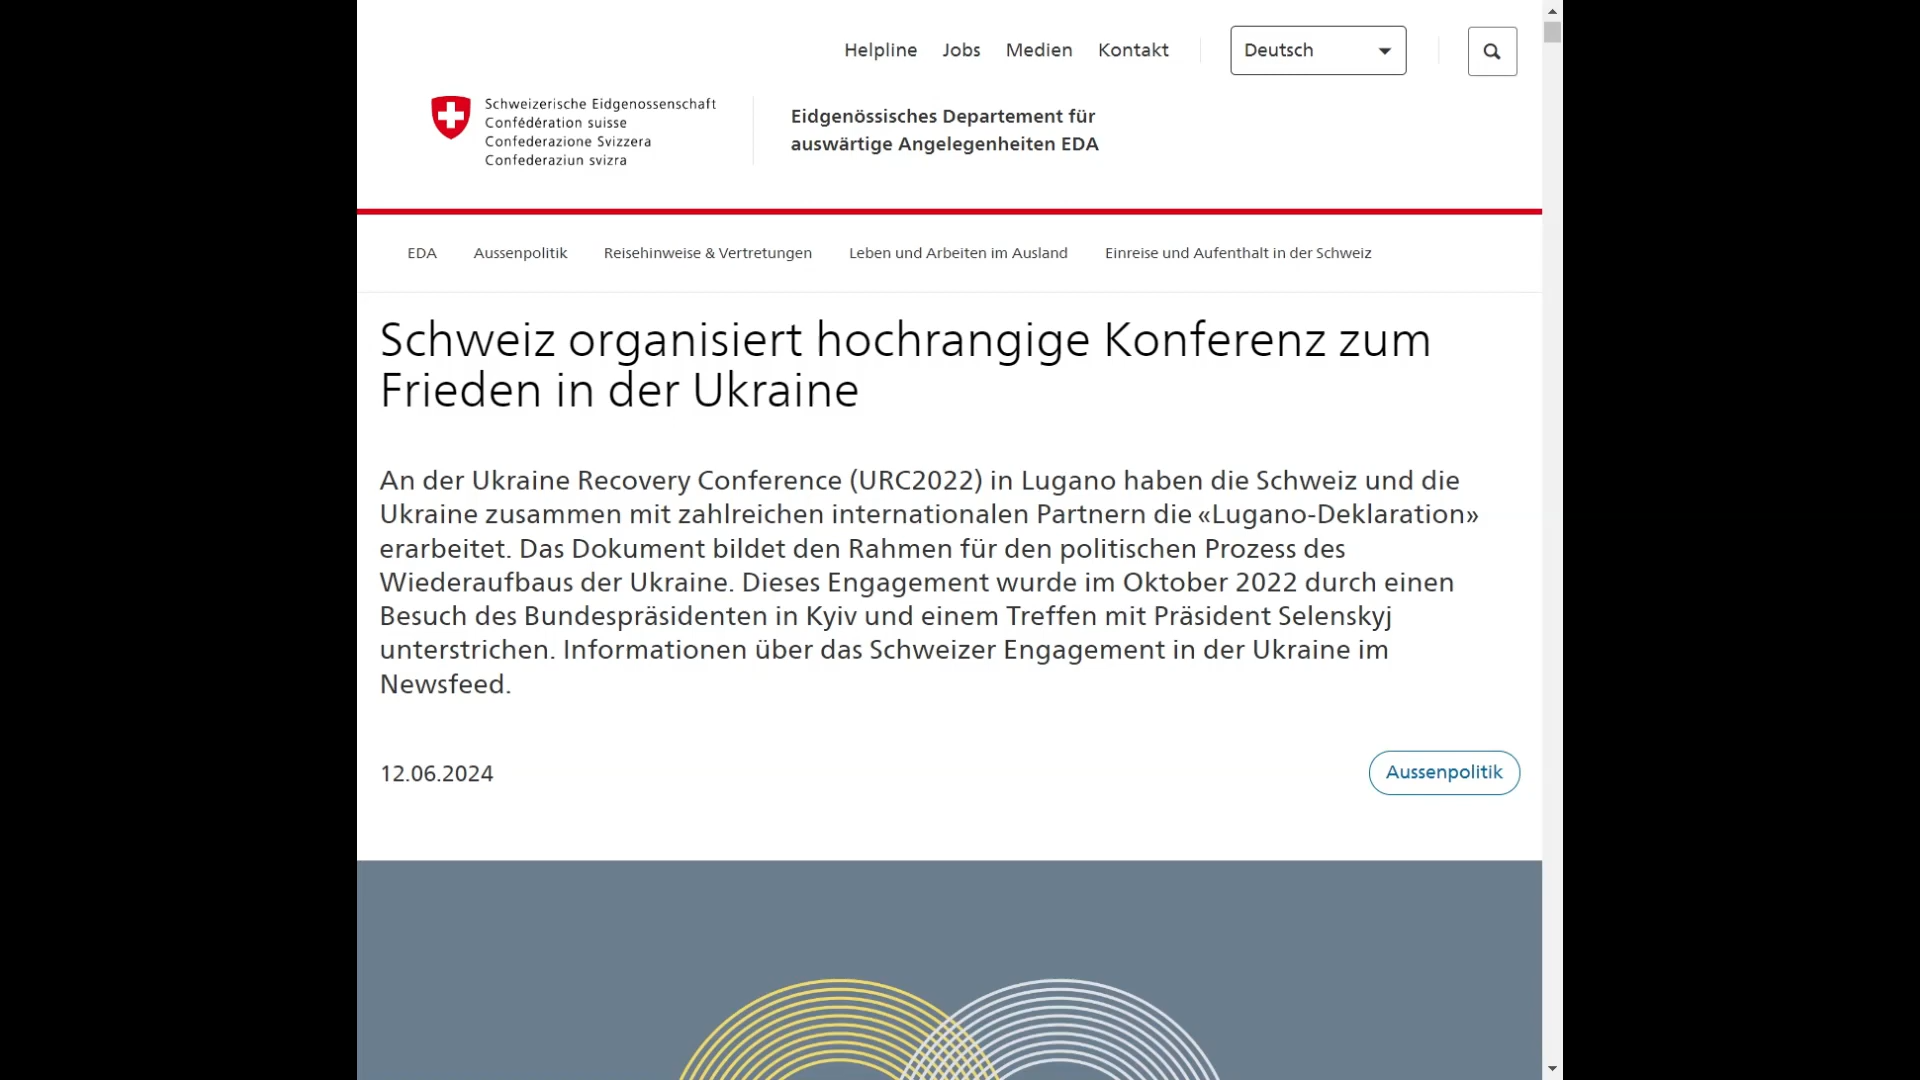 Helpline Jobs Medien Kontakt Deutsch
Schweizerische Eidgenossenschaft
Confédération suisse
Confederazione Svizzera
Confederaziun svizra
Eidgenössisches Departement für
auswärtige Angelegenheiten EDA
EDA Aussenpolitik Reisehinweise & Vertretungen Leben und Arbeiten im Ausland Einreise und Aufenthalt in der Schweiz
Schweiz organisiert hochrangige Konferenz zum
Frieden in der Ukraine
An der Ukraine Recovery Conference (URC2022) in Lugano haben die Schweiz und die
Ukraine zusammen mit zahlreichen internationalen Partnern die «Lugano-Deklaration»
erarbeitet. Das Dokument bildet den Rahmen für den politischen Prozess des
Wiederaufbaus der Ukraine. Dieses Engagement wurde im Oktober 2022 durch einen
Besuch des Bundespräsidenten in Kyiv und einem Treffen mit Präsident Selenskyj
unterstrichen. Informationen über das Schweizer Engagement in der Ukraine im
Newsfeed.
12.06.2024
Aussenpolitik